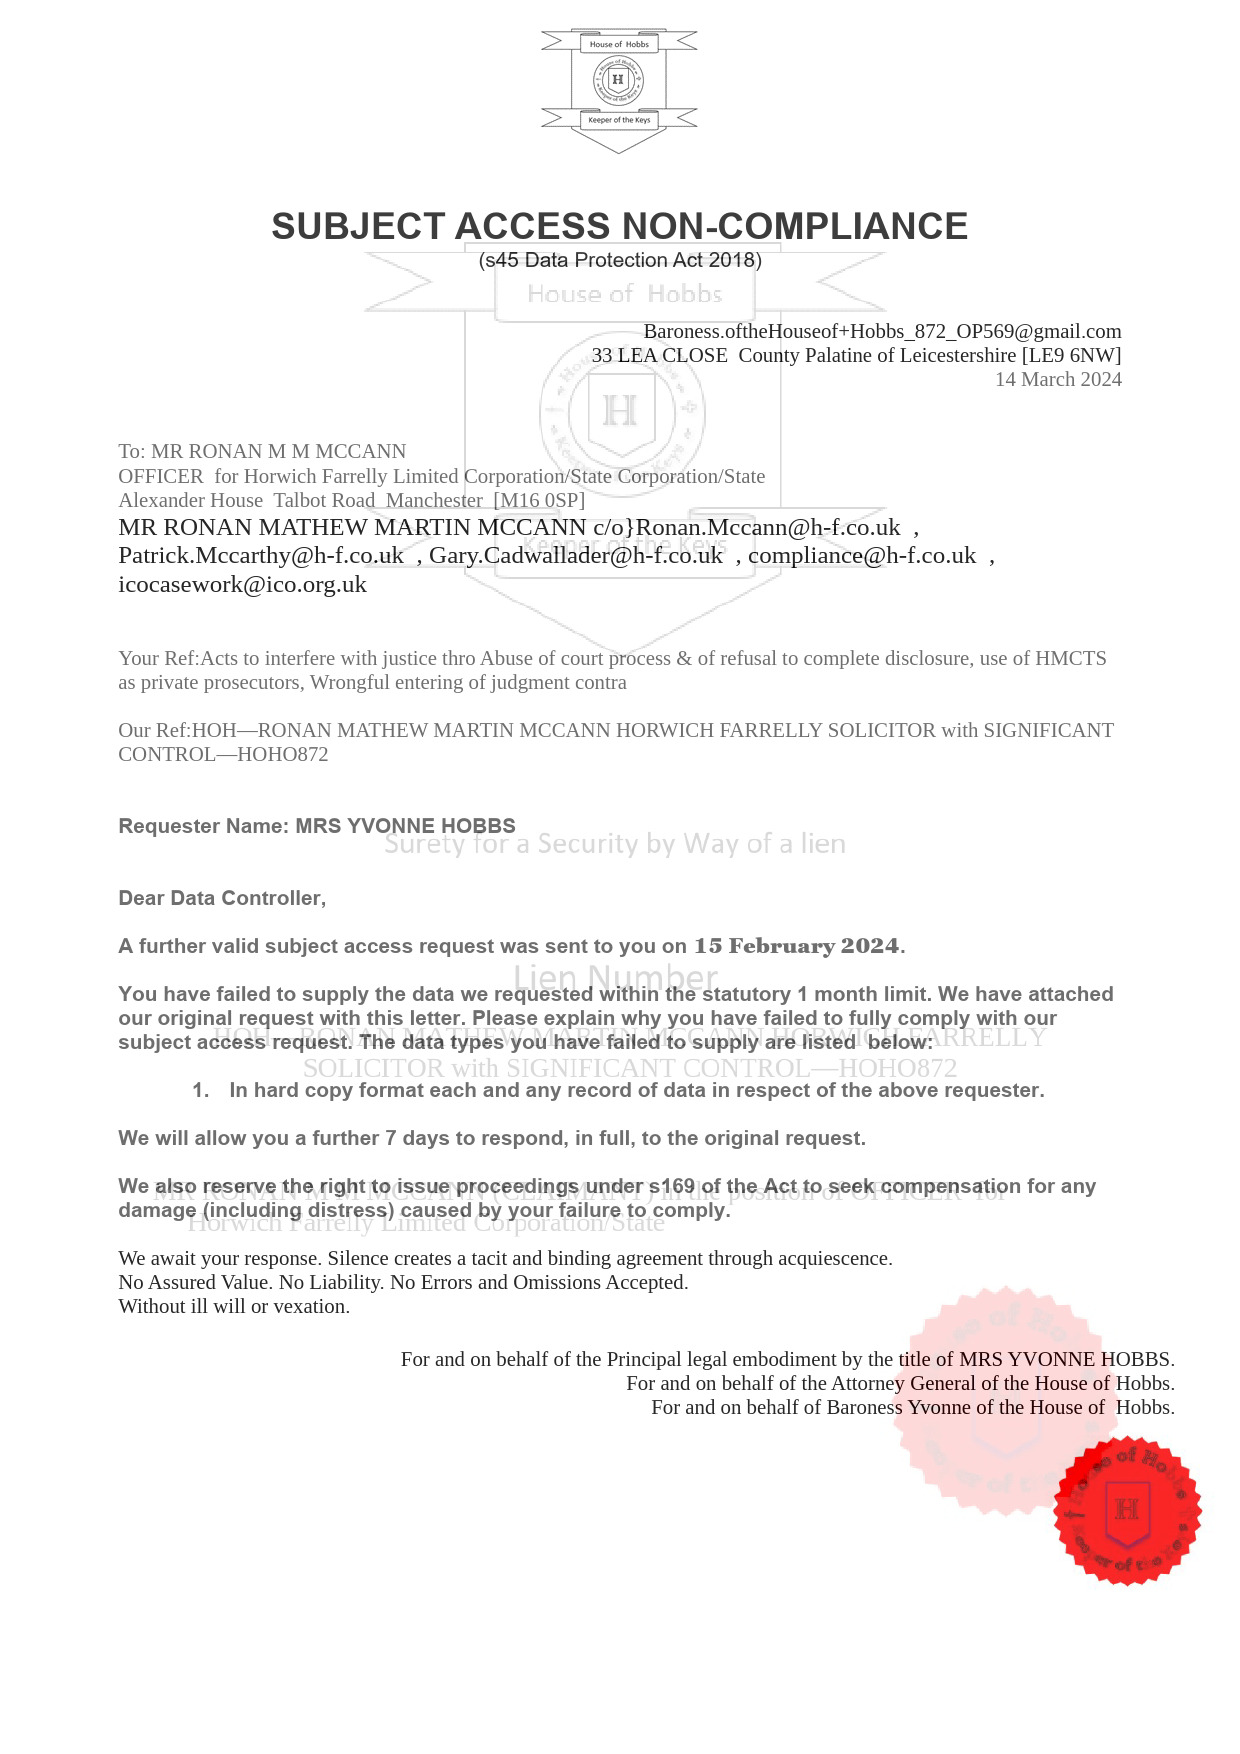 House of Hobbs
House of Hobbs
H
Keeper of the Keys
Keeper of the Keys
SUBJECT ACCESS NON-COMPLIANCE
(s45 Data Protection Act 2018)
House of Hobbs
Baroness.oftheHouseof+Hobbs_872_OP569@gmail.com
33 LEA CLOSE  County Palatine of Leicestershire [LE9 6NW]
14 March 2024
H
To: MR RONAN M M MCCANN
OFFICER  for Horwich Farrelly Limited Corporation/State Corporation/State
Alexander House  Talbot Road  Manchester  [M16 0SP]
MR RONAN MATHEW MARTIN MCCANN c/o}Ronan.Mccann@h-f.co.uk  ,
Keeper of the Keys
Patrick.Mccarthy@h-f.co.uk  , Gary.Cadwallader@h-f.co.uk  , compliance@h-f.co.uk  ,
icocasework@ico.org.uk
Your Ref:Acts to interfere with justice thro Abuse of court process & of refusal to complete disclosure, use of HMCTS
as private prosecutors, Wrongful entering of judgment contra
Our Ref:HOH—RONAN MATHEW MARTIN MCCANN HORWICH FARRELLY SOLICITOR with SIGNIFICANT
CONTROL—HOHO872
Requester Name: MRS YVONNE HOBBS
Surety for a Security by Way of a lien
Dear Data Controller,
A further valid subject access request was sent to you on 15 February 2024.
Lien Number
You have failed to supply the data we requested within the statutory 1 month limit. We have attached
our original request with this letter. Please explain why you have failed to fully comply with our
HOH—RONAN MATHEW MARTIN MCCANN HORWICH FARRELLY
subject access request. The data types you have failed to supply are listed  below:
SOLICITOR with SIGNIFICANT CONTROL—HOHO872
1. In hard copy format each and any record of data in respect of the above requester.
We will allow you a further 7 days to respond, in full, to the original request.
We also reserve the right to issue proceedings under s169 of the Act to seek compensation for any
MR RONAN M M MCCANN (CLAIMANT) in the position of OFFICER  for
damage (including distress) caused by your failure to comply.
Horwich Farrelly Limited Corporation/State
We await your response. Silence creates a tacit and binding agreement through acquiescence.
No Assured Value. No Liability. No Errors and Omissions Accepted.
Without ill will or vexation.
For and on behalf of the Principal legal embodiment by the title of MRS YVONNE HOBBS.
For and on behalf of the Attorney General of the House of Hobbs.
For and on behalf of Baroness Yvonne of the House of  Hobbs.
House of Hobbs
H